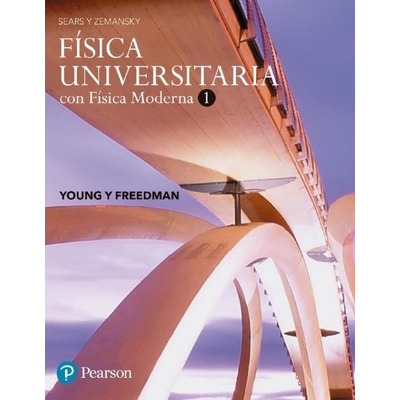 SEARS Y ZEMANSKY
FÍSICA
UNIVERSITARIA
con Física Moderna 1
YOUNG Y FREEDMAN
Pearson